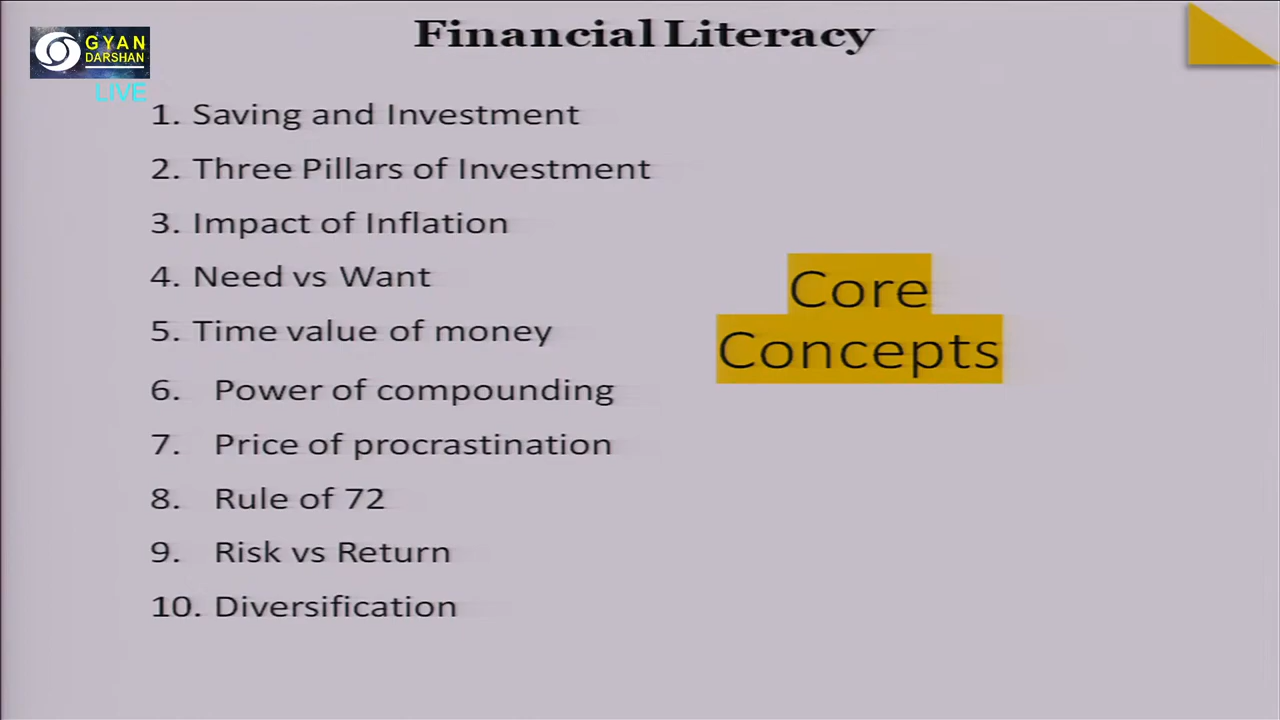 Financial Literacy
GYAN
DARSHAN
LIVE
1. Saving and Investment
2. Three Pillars of Investment
3. Impact of Inflation
4. Need vs Want
5. Time value of money
6. Power of compounding
7. Price of procrastination
8. Rule of 72
9. Risk vs Return
10. Diversification
Core
Concepts